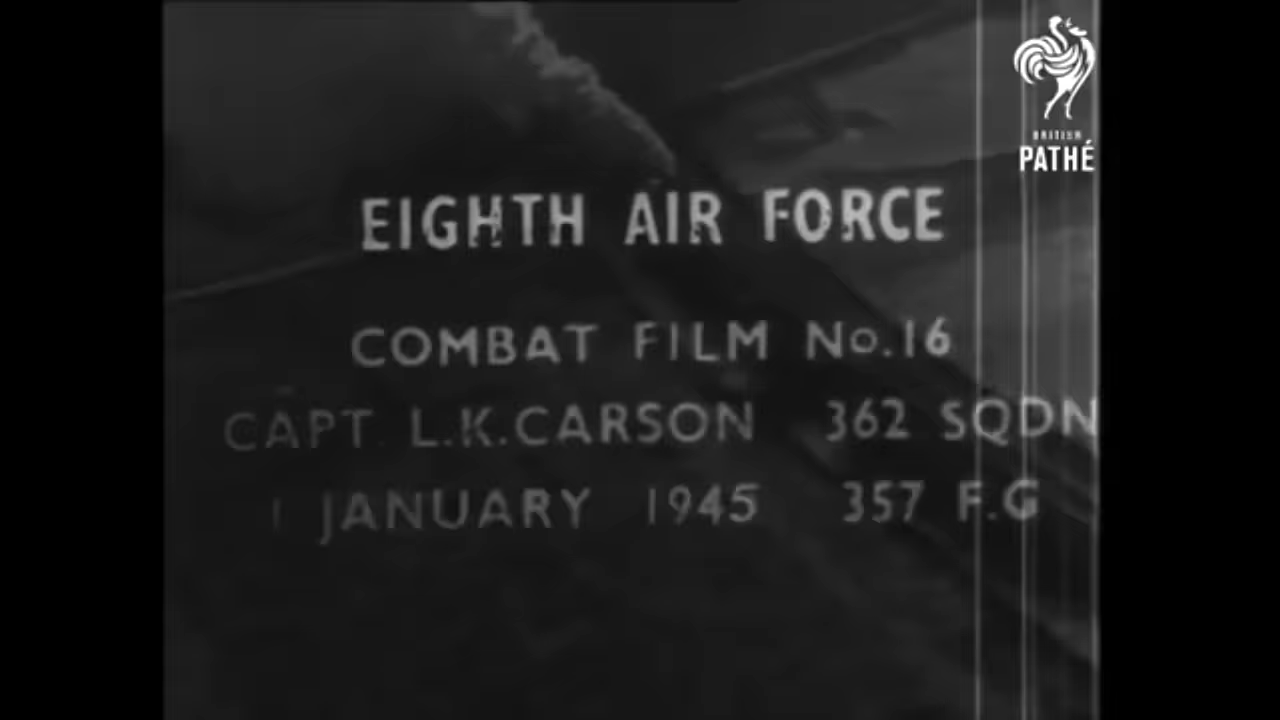 BRITISH
PATHÉ
EIGHTH AIR FORCE
COMBAT FILM No.16
CAPT. L.K.CARSON 362 SQDN
1 JANUARY 1945 357 F.G